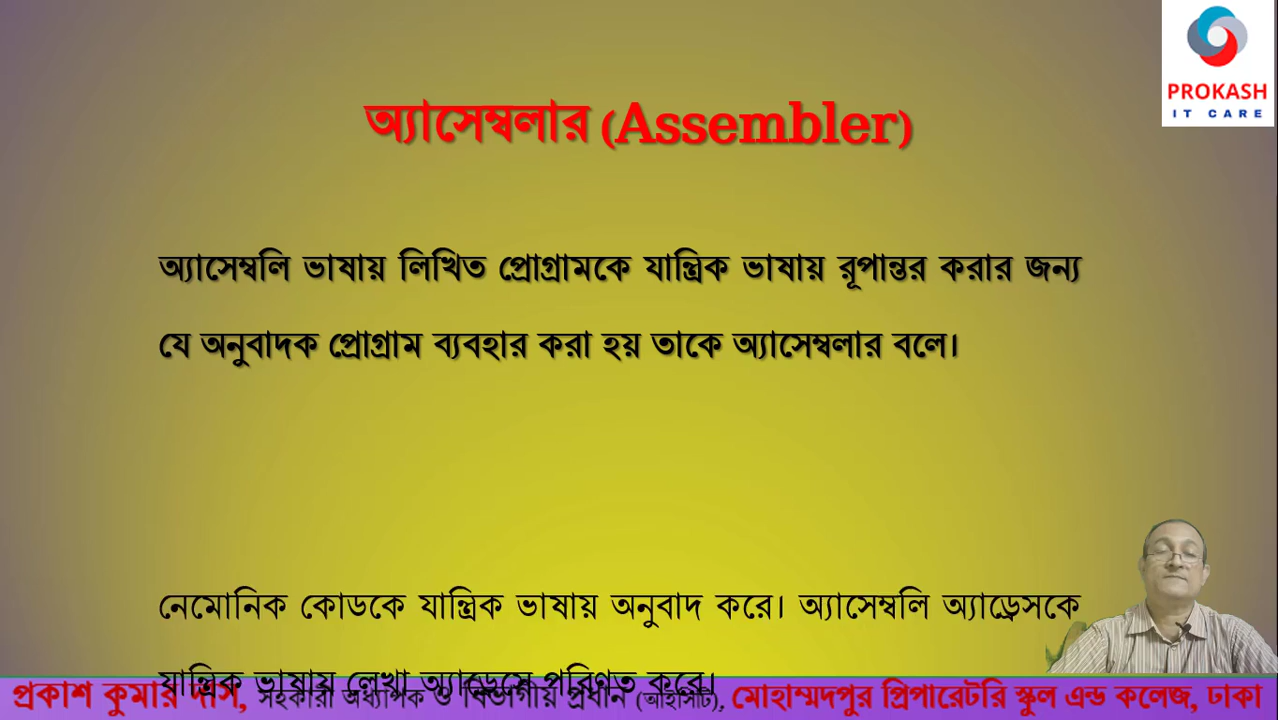 PROKASH
IT CARE
অ্যাসেম্বলার (Assembler)
অ্যাসেম্বলি ভাষায় লিখিত প্রোগ্রামকে যান্ত্রিক ভাষায় রূপান্তর করার জন্য
যে অনুবাদক প্রোগ্রাম ব্যবহার করা হয় তাকে অ্যাসেম্বলার বলে।
নেমোনিক কোডকে যান্ত্রিক ভাষায় অনুবাদ করে। অ্যাসেম্বলি অ্যাড্রেসকে
যান্ত্রিক ভাষায় লেখা অ্যাড্রেসে পরিণত করে।
প্রকাশ কুমার দাস, সহকারী অধ্যাপক ও বিভাগীয় প্রধান (আইসিটি), মোহাম্মদপুর প্রিপারেটরি স্কুল এন্ড কলেজ, ঢাকা